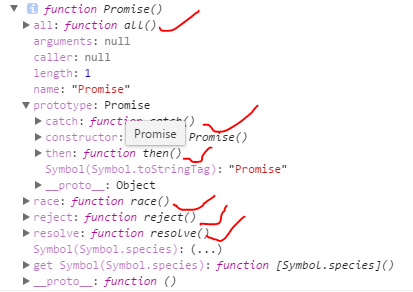 ▼ i function Promise()
▶ all: function all()
arguments: null
caller: null
length: 1
name: "Promise"
▼ prototype: Promise
▶ catch: function catch()
▶ constructor: Promise()
Promise
▶ then: function then()
Symbol(Symbol.toStringTag): "Promise"
▶ __proto__: Object
▶ race: function race()
▶ reject: function reject()
▶ resolve: function resolve()
Symbol(Symbol.species): (...)
▶ get Symbol(Symbol.species): function [Symbol.species]()
▶ __proto__: function ()